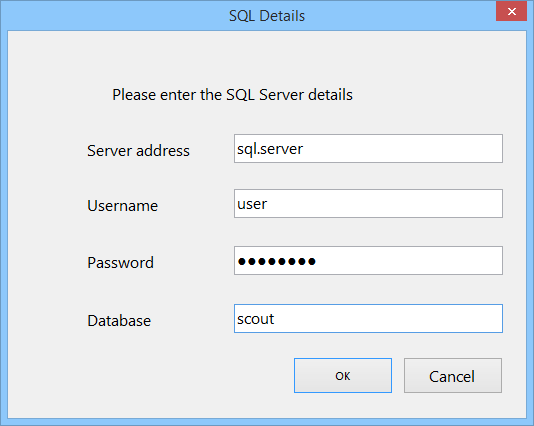 SQL Details
Please enter the SQL Server details
Server address sql.server
Username user
Password ●●●●●●●●
Database scout
OK Cancel